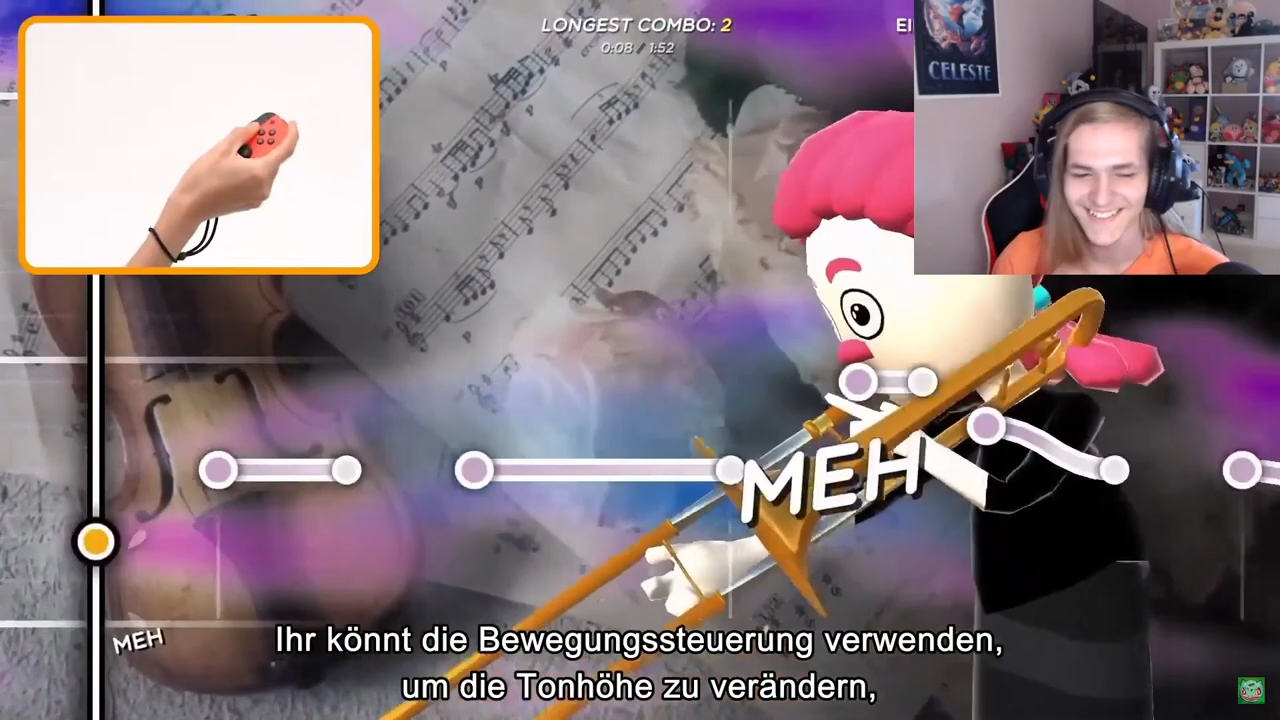 LONGEST COMBO: 2
0:08 / 1:52
EI
CELESTE
MEH
MEH
Ihr könnt die Bewegungssteuerung verwenden,
um die Tonhöhe zu verändern,